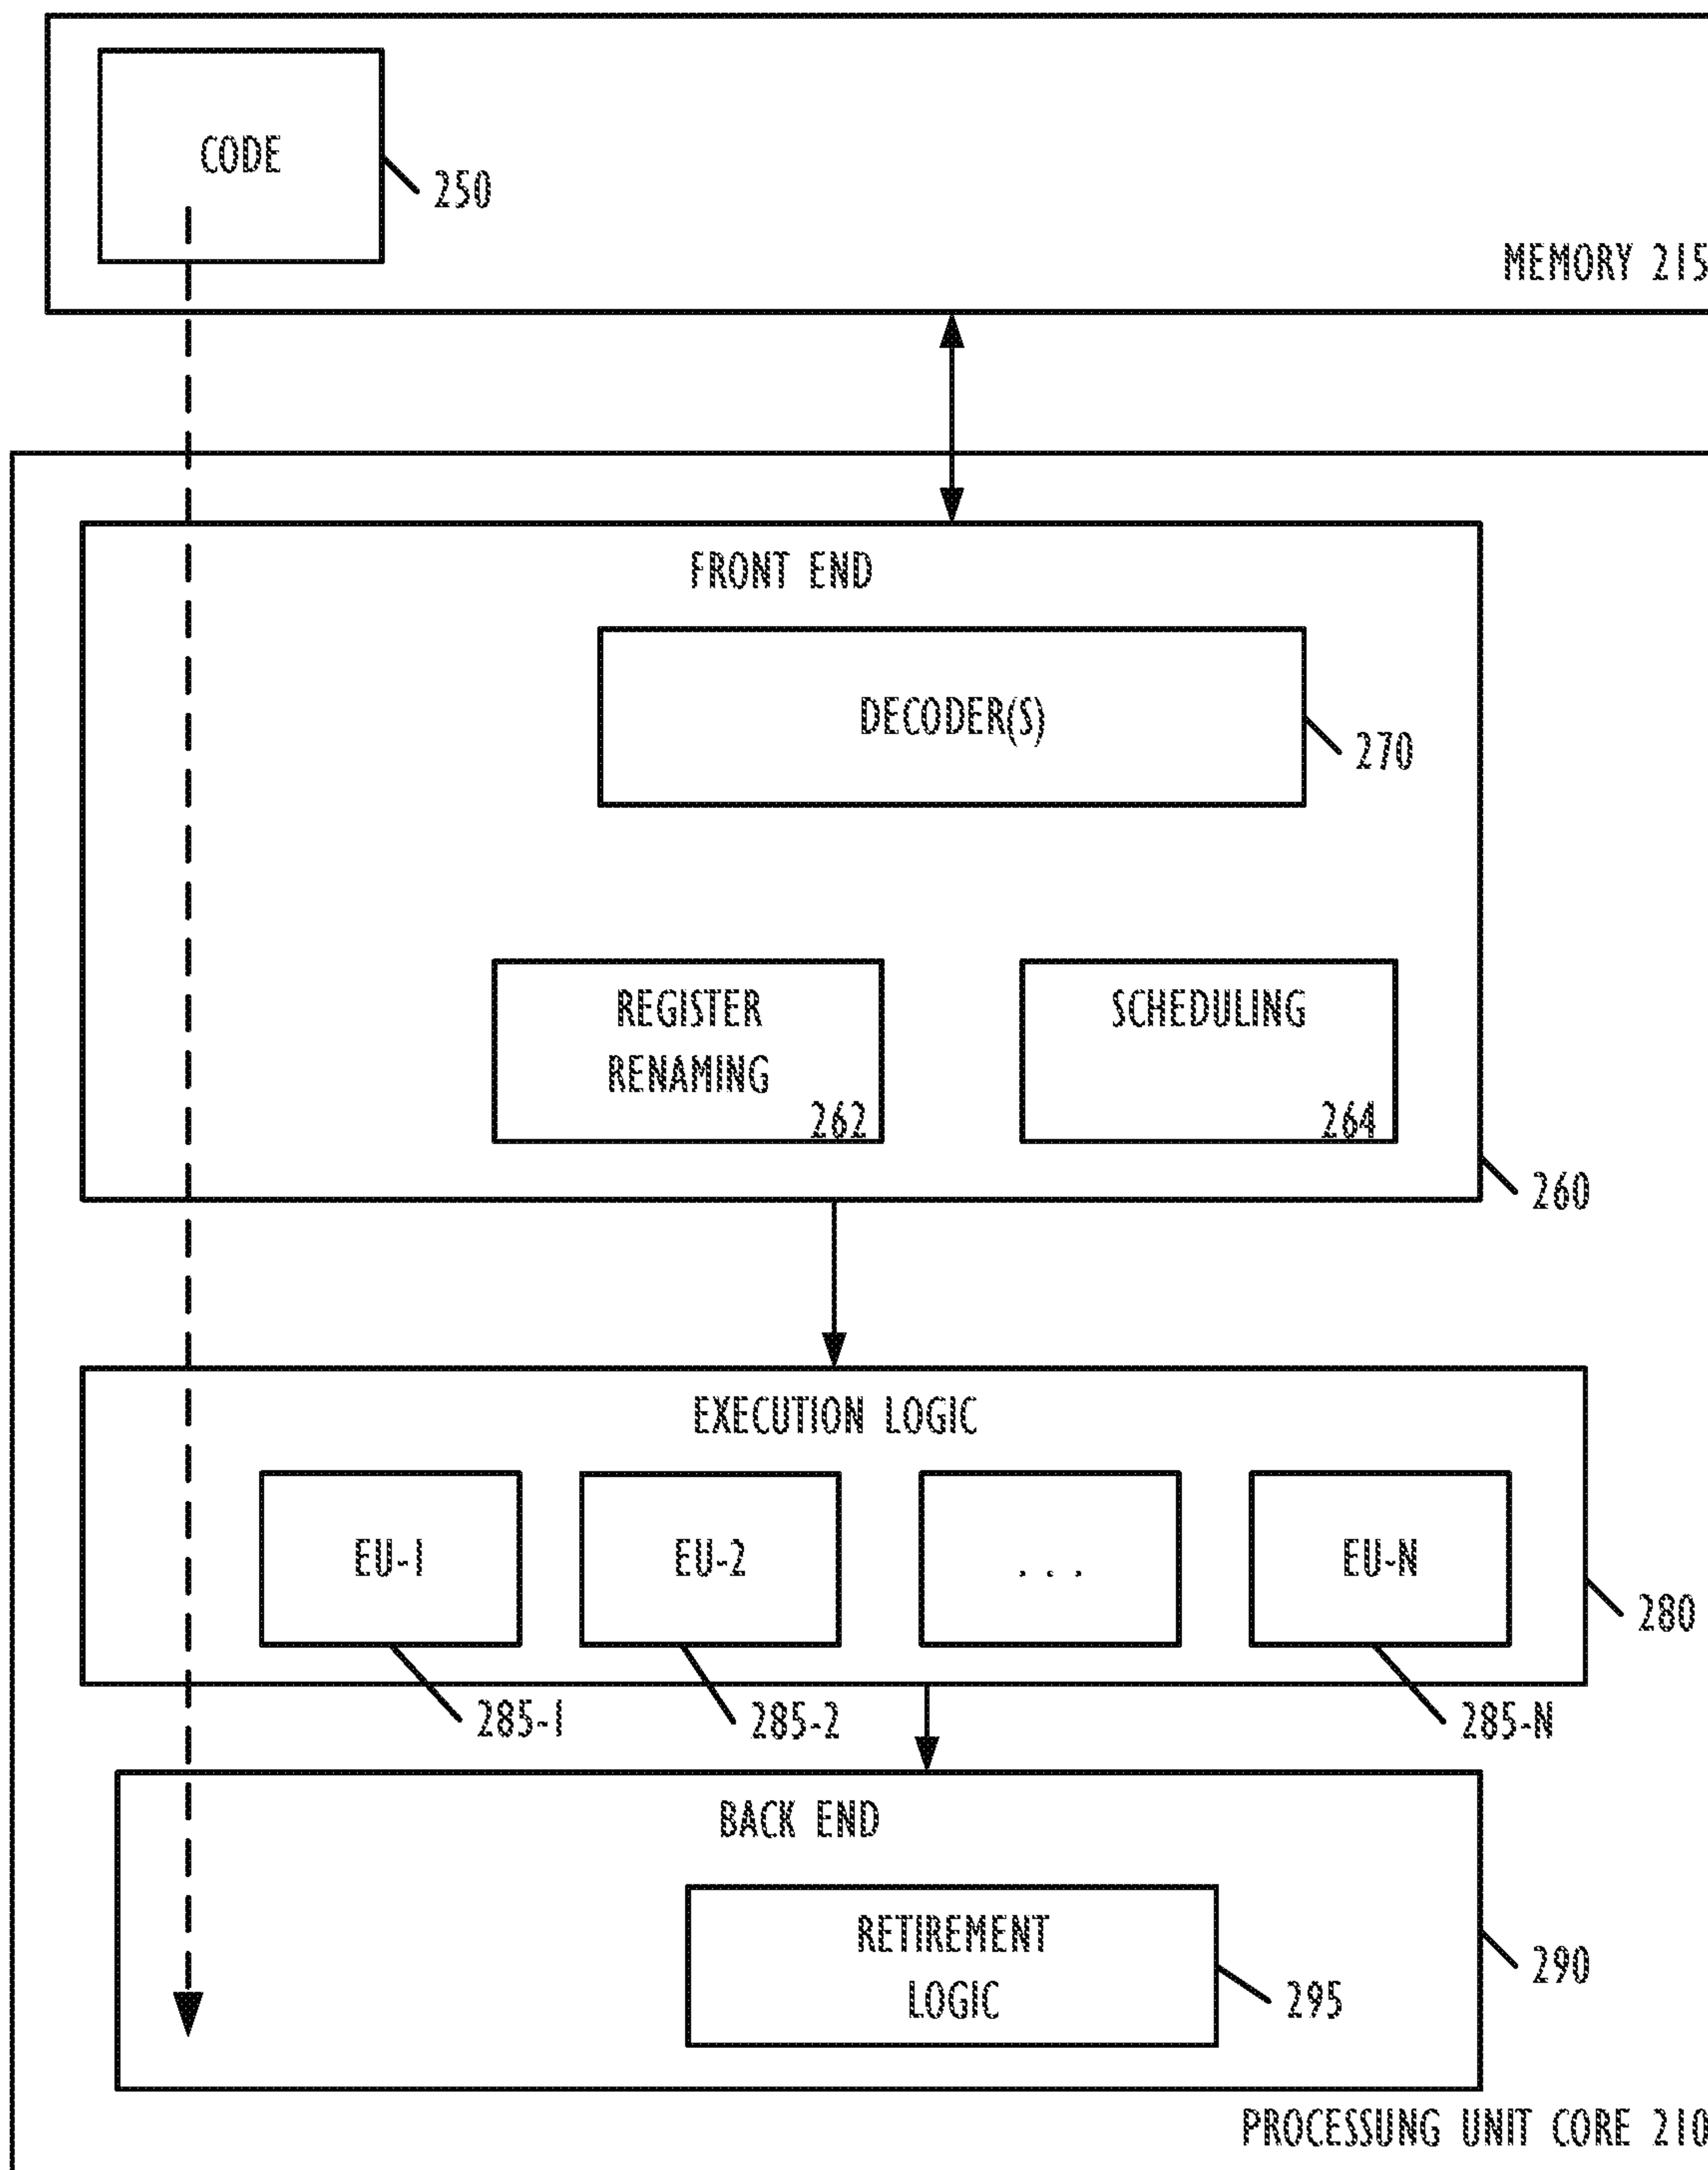 CODE
250
MEMORY 215
FRONT END
DECODER(S)
270
REGISTER
RENAMING
262
SCHEDULING
264
260
EXECUTION LOGIC
EU-1
EU-2
. . .
EU-N
280
285-1
285-2
285-N
BACK END
RETIREMENT
LOGIC
295
290
PROCESSUNG UNIT CORE 210